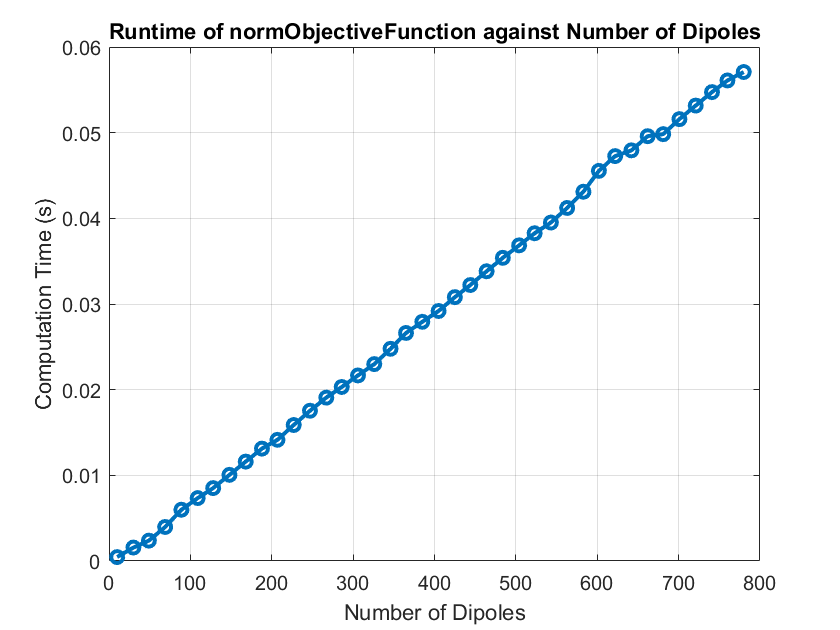 Runtime of normObjectiveFunction against Number of Dipoles
0.06
0.05
0.04
0.03
0.02
0.01
0
Computation Time (s)
0 100 200 300 400 500 600 700 800
Number of Dipoles